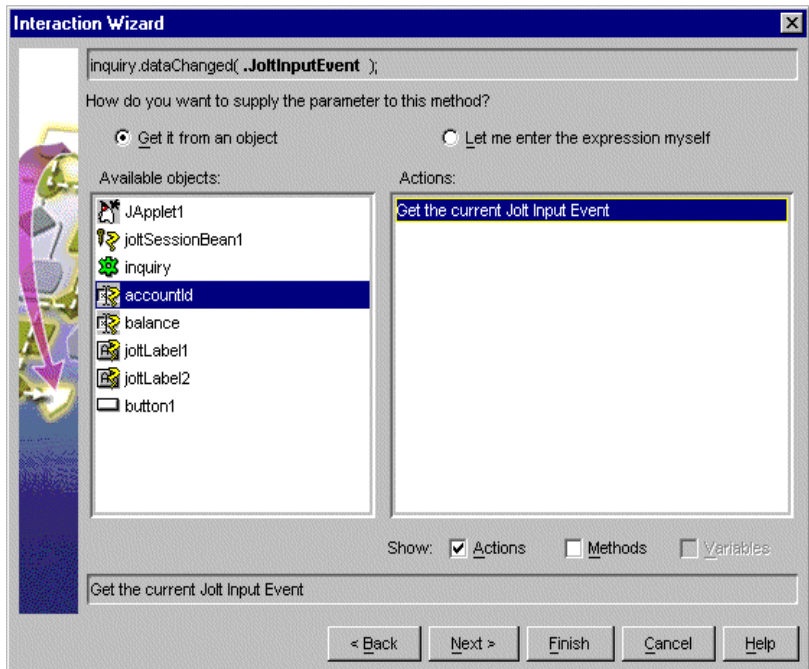 Interaction Wizard
inquiry.dataChanged( .JoltInputEvent );
How do you want to supply the parameter to this method?
Get it from an object
Let me enter the expression myself
Available objects:
Actions:
JApplet1
joltSessionBean1
inquiry
accountId
balance
joltLabel1
joltLabel2
button1
Get the current Jolt Input Event
Show: Actions Methods Variables
Get the current Jolt Input Event
< Back Next > Finish Cancel Help